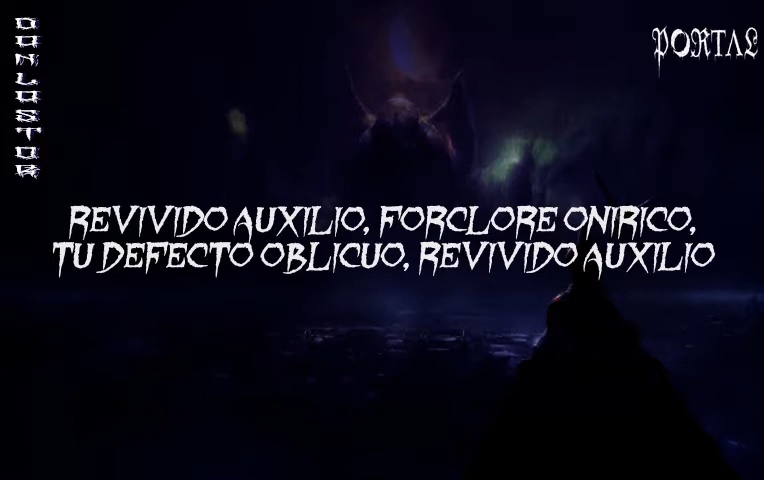 DONLOSTOR
PORTAL
REVIVIDO AUXILIO, FORCLORE ONIRICO,
TU DEFECTO OBLICUO, REVIVIDO AUXILIO